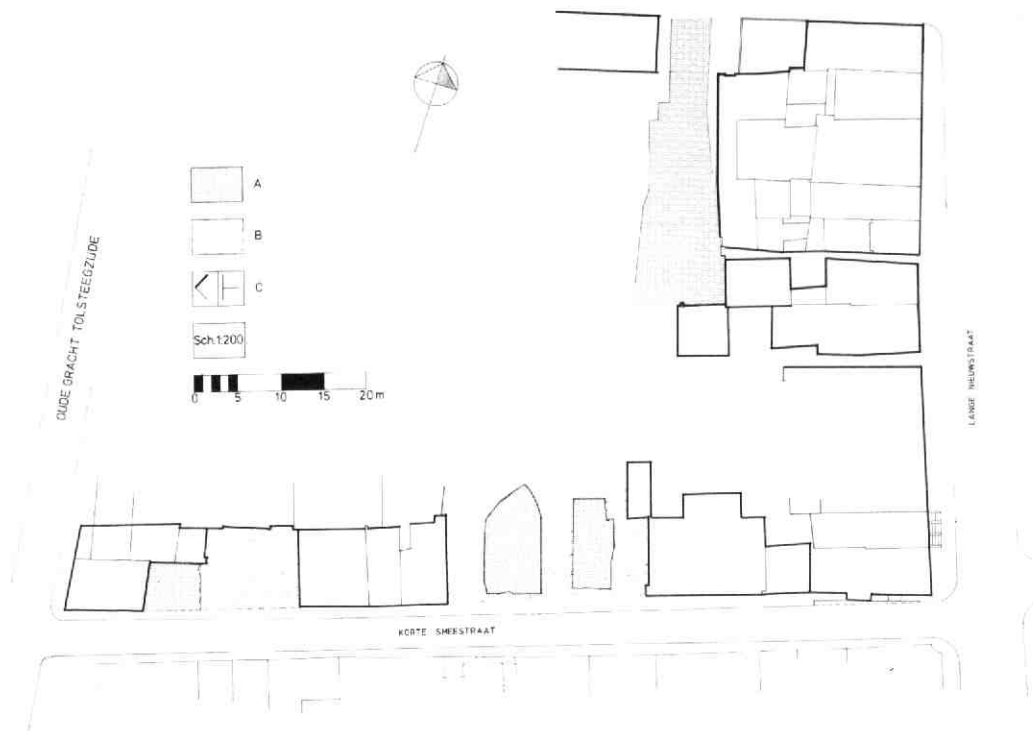 A
B
C
Sch. 1:200
0 5 10 15 20 m
OUDE GRACHT TOLSTEEGZIJDE
LANGE NIEUWSTRAAT
KORTE SMEESTRAAT